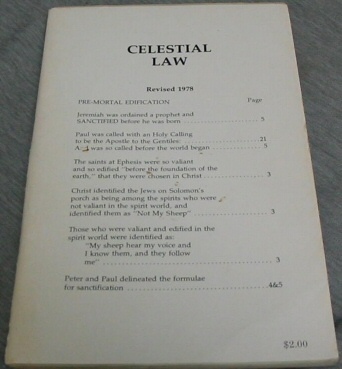 CELESTIAL
LAW
Revised 1978
PRE-MORTAL EDIFICATION Page
Jeremiah was ordained a prophet and
SANCTIFIED before he was born ........................... 5
Paul was called with an Holy Calling
to be the Apostle to the Gentiles: ........................ 21
was so called before the world began ................ 5
The saints at Ephesis were so valiant
and so edified "before the foundation of the
earth," that they were chosen in Christ .................. 3
Christ identified the Jews on Solomon's
porch as being among the spirits who were
not valiant in the spirit world, and
identified them as "Not My Sheep" ..................... 3
Those who were valiant and edified in the
spirit world were identified as:
"My sheep hear my voice and
I know them, and they follow
me" ............................................. 3
Peter and Paul delineated the formulae
for sanctification ................................... 4&5
$2.00